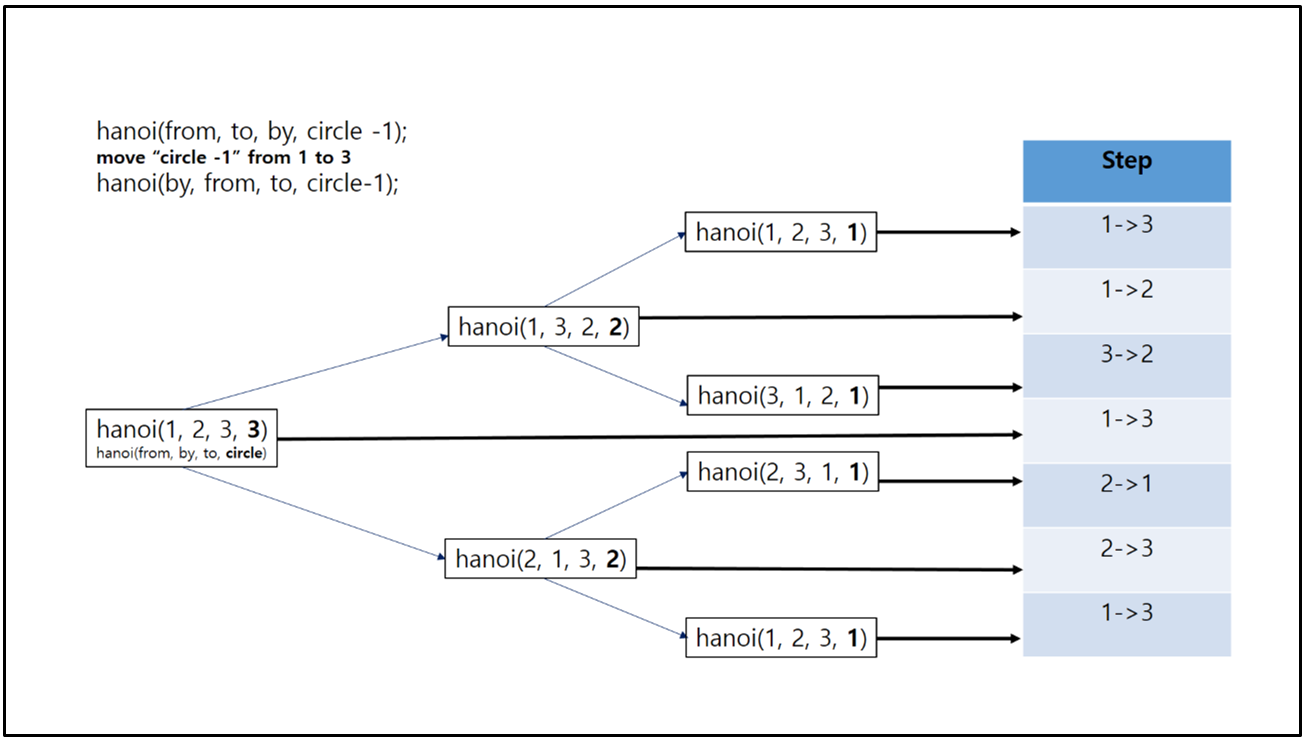 hanoi(from, to, by, circle -1);
move “circle -1” from 1 to 3
hanoi(by, from, to, circle-1);
hanoi(1, 2, 3, 3)
hanoi(from, by, to, circle)
hanoi(1, 3, 2, 2)
hanoi(2, 1, 3, 2)
hanoi(1, 2, 3, 1)
hanoi(3, 1, 2, 1)
hanoi(2, 3, 1, 1)
hanoi(1, 2, 3, 1)
Step
1->3
1->2
3->2
1->3
2->1
2->3
1->3